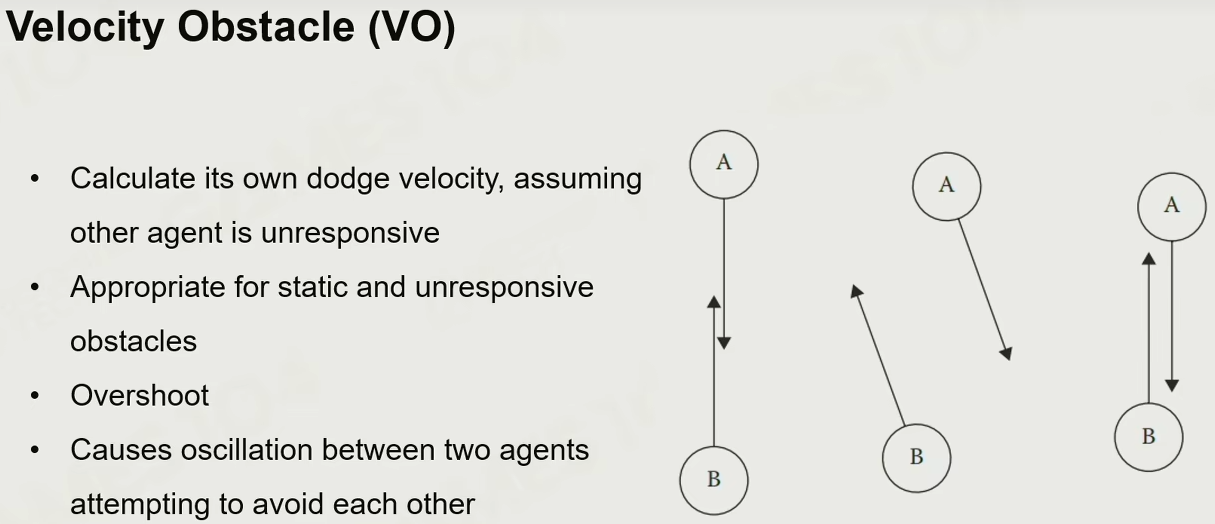 Velocity Obstacle (VO)
• Calculate its own dodge velocity, assuming
other agent is unresponsive
• Appropriate for static and unresponsive
obstacles
• Overshoot
• Causes oscillation between two agents
attempting to avoid each other
A
A
A
B
B
B